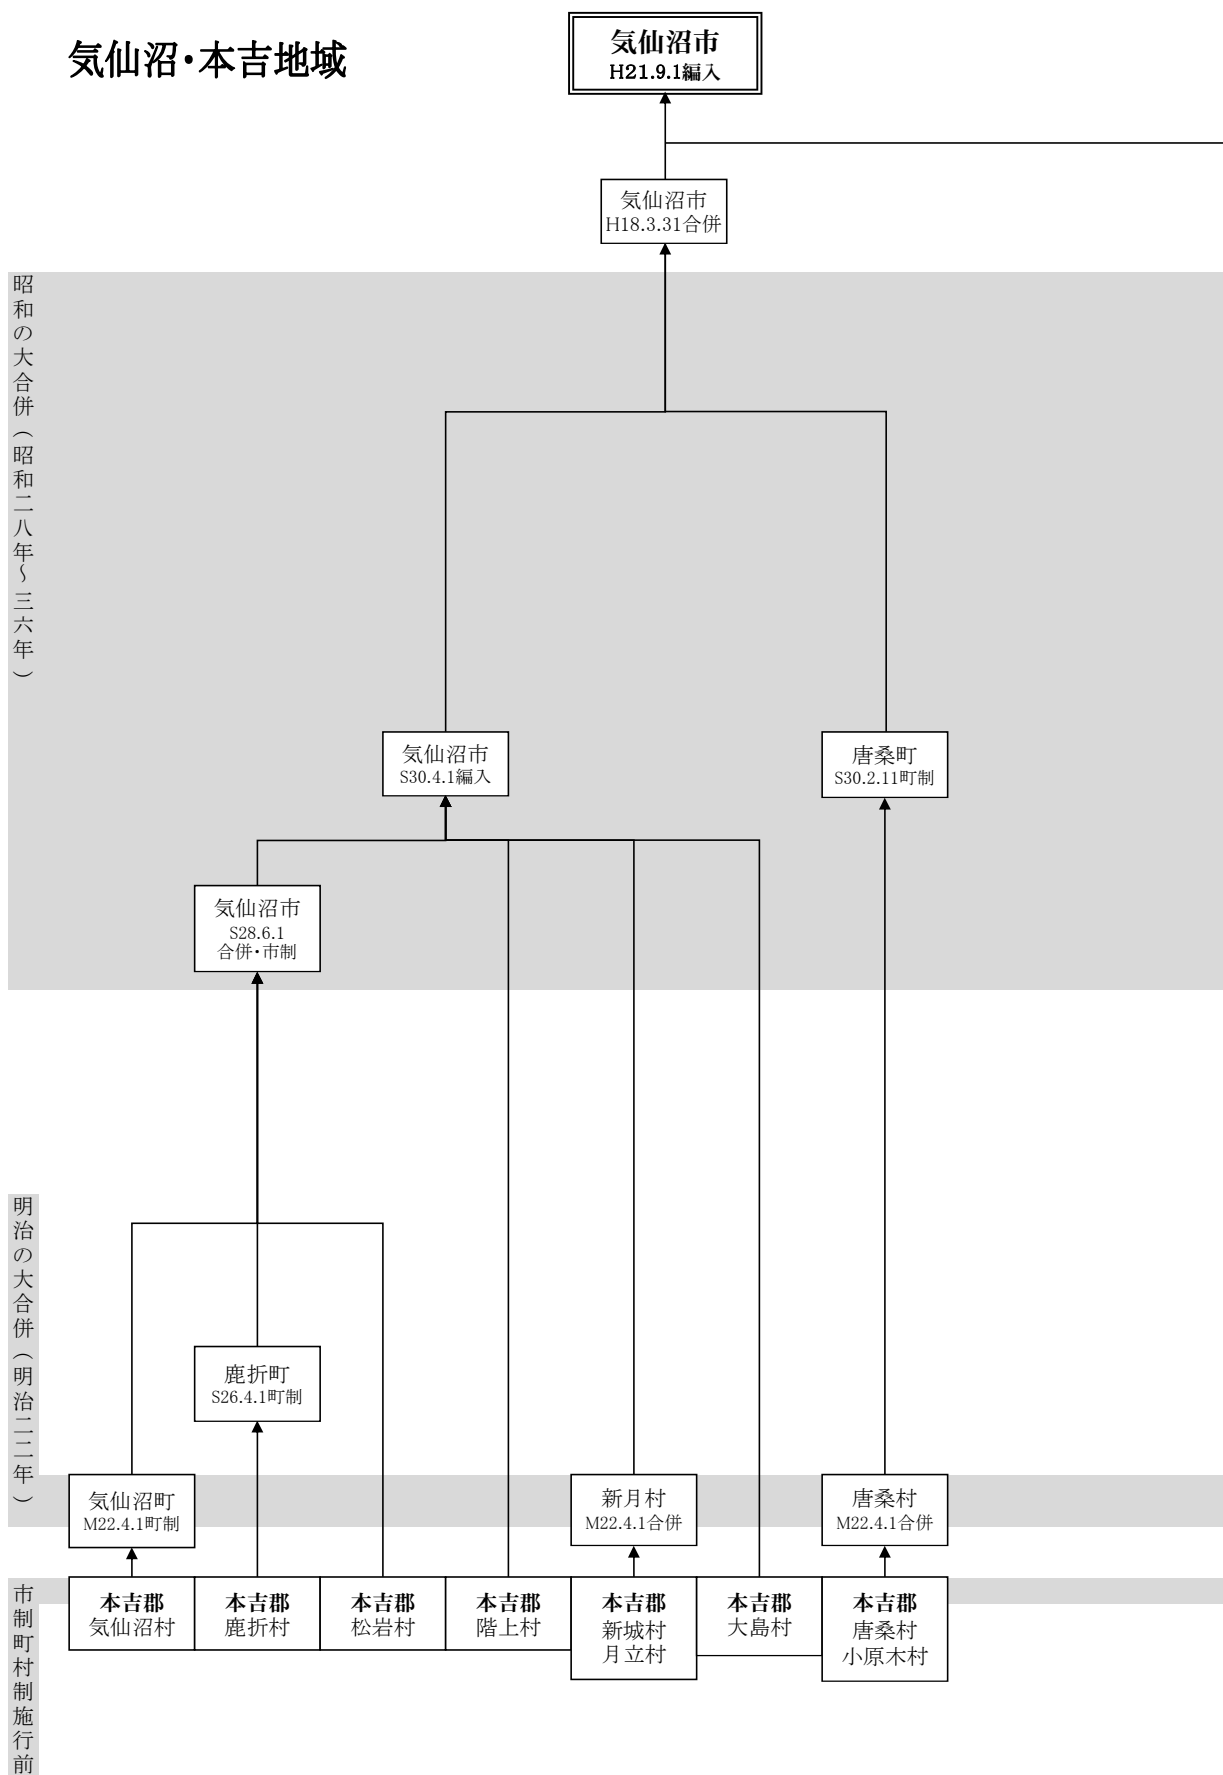 気仙沼・本吉地域
気仙沼市
H21.9.1編入
気仙沼市
H18.3.31合併
昭和の大合併（昭和二八年～三六年）
気仙沼市
S30.4.1編入
唐桑町
S30.2.11町制
気仙沼市
S28.6.1
合併・市制
明治の大合併（明治二二年）
鹿折町
S26.4.1町制
気仙沼町
M22.4.1町制
新月村
M22.4.1合併
唐桑村
M22.4.1合併
市制町村制施行前
本吉郡
気仙沼村
本吉郡
鹿折村
本吉郡
松岩村
本吉郡
階上村
本吉郡
新城村
月立村
本吉郡
大島村
本吉郡
唐桑村
小原木村